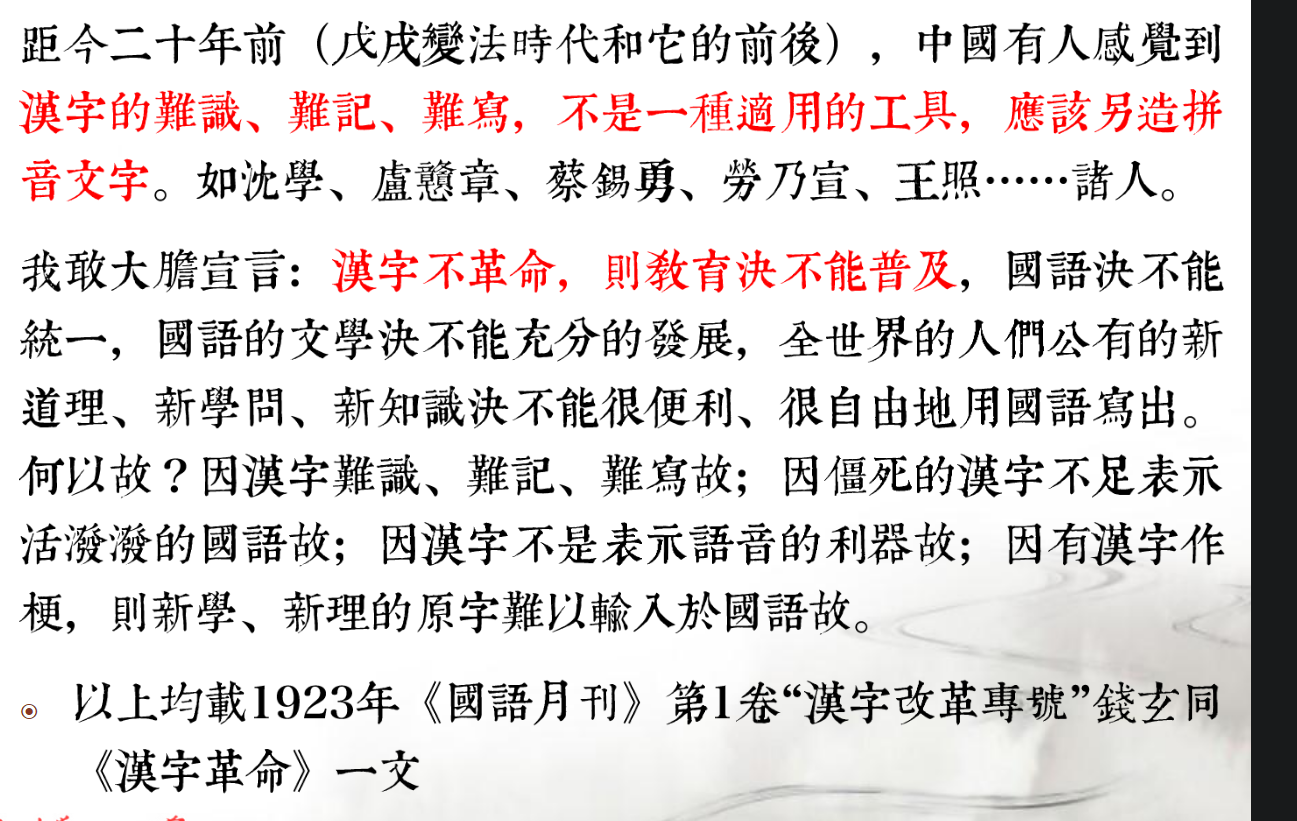 距今二十年前（戊戌變法時代和它的前後），中國有人感覺到
漢字的難識、難記、難寫，不是一種適用的工具，應該另造拼
音文字。如沈學、盧戇章、蔡錫勇、勞乃宣、王照……諸人。
我敢大膽宣言：漢字不革命，則教育決不能普及，國語決不能
統一，國語的文學決不能充分的發展，全世界的人們公有的新
道理、新學問、新知識決不能很便利、很自由地用國語寫出。
何以故？因漢字難識、難記、難寫故；因僵死的漢字不足表示
活潑潑的國語故；因漢字不是表示語音的利器故；因有漢字作
梗，則新學、新理的原字難以輸入於國語故。
以上均載1923年《國語月刊》第1卷“漢字改革專號”錢玄同
《漢字革命》一文